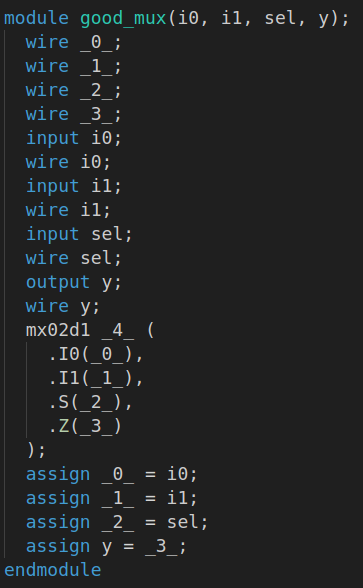 module good_mux(i0, i1, sel, y);
  wire _0_;
  wire _1_;
  wire _2_;
  wire _3_;
  input i0;
  wire i0;
  input i1;
  wire i1;
  input sel;
  wire sel;
  output y;
  wire y;
  mx02d1 _4_ (
    .I0(_0_),
    .I1(_1_),
    .S(_2_),
    .Z(_3_)
  );
  assign _0_ = i0;
  assign _1_ = i1;
  assign _2_ = sel;
  assign y = _3_;
endmodule